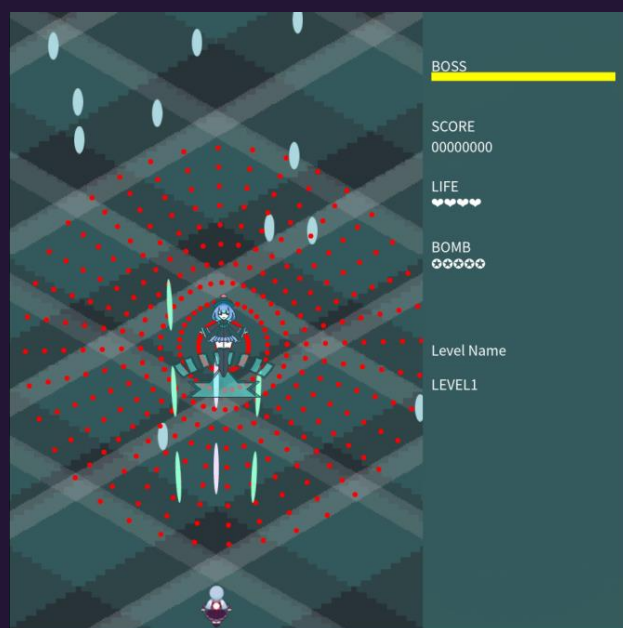 BOSS
SCORE
00000000
LIFE
❤❤❤❤
BOMB
✪✪✪✪✪
Level Name
LEVEL1